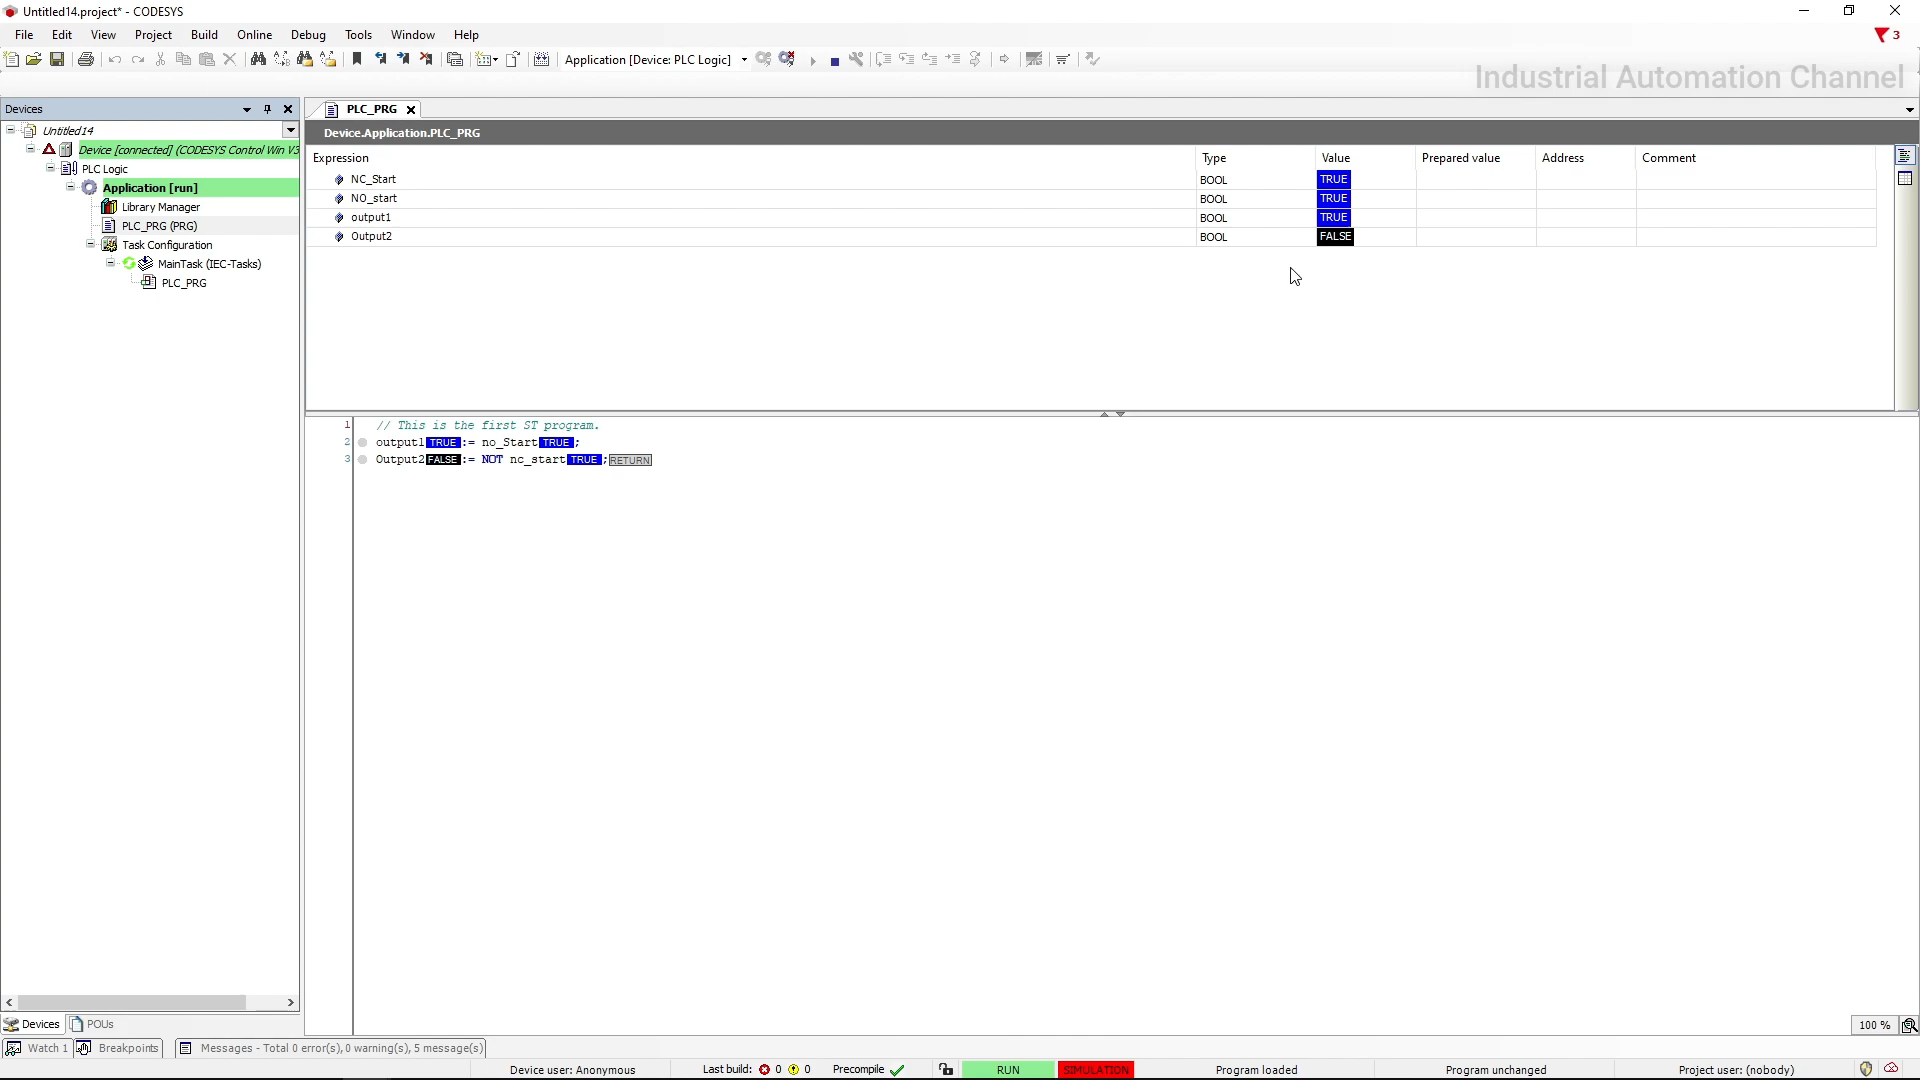 Untitled14.project* - CODESYS
File Edit View Project Build Online Debug Tools Window Help
3
Application [Device: PLC Logic]
Industrial Automation Channel
Devices
Untitled14
Device [connected] (CODESYS Control Win V3
PLC Logic
Application [run]
Library Manager
PLC_PRG (PRG)
Task Configuration
MainTask (IEC-Tasks)
PLC_PRG
PLC_PRG
Device.Application.PLC_PRG
Expression Type Value Prepared value Address Comment
NC_Start BOOL TRUE
NO_start BOOL TRUE
output1 BOOL TRUE
Output2 BOOL FALSE
1 // This is the first ST program.
2 output1 TRUE := no_Start TRUE ;
3 Output2 FALSE := NOT nc_start TRUE ; RETURN
100 %
Devices POUs
Watch 1 Breakpoints Messages - Total 0 error(s), 0 warning(s), 5 message(s)
Device user: Anonymous Last build: 0 0 Precompile RUN SIMULATION Program loaded Program unchanged Project user: (nobody)